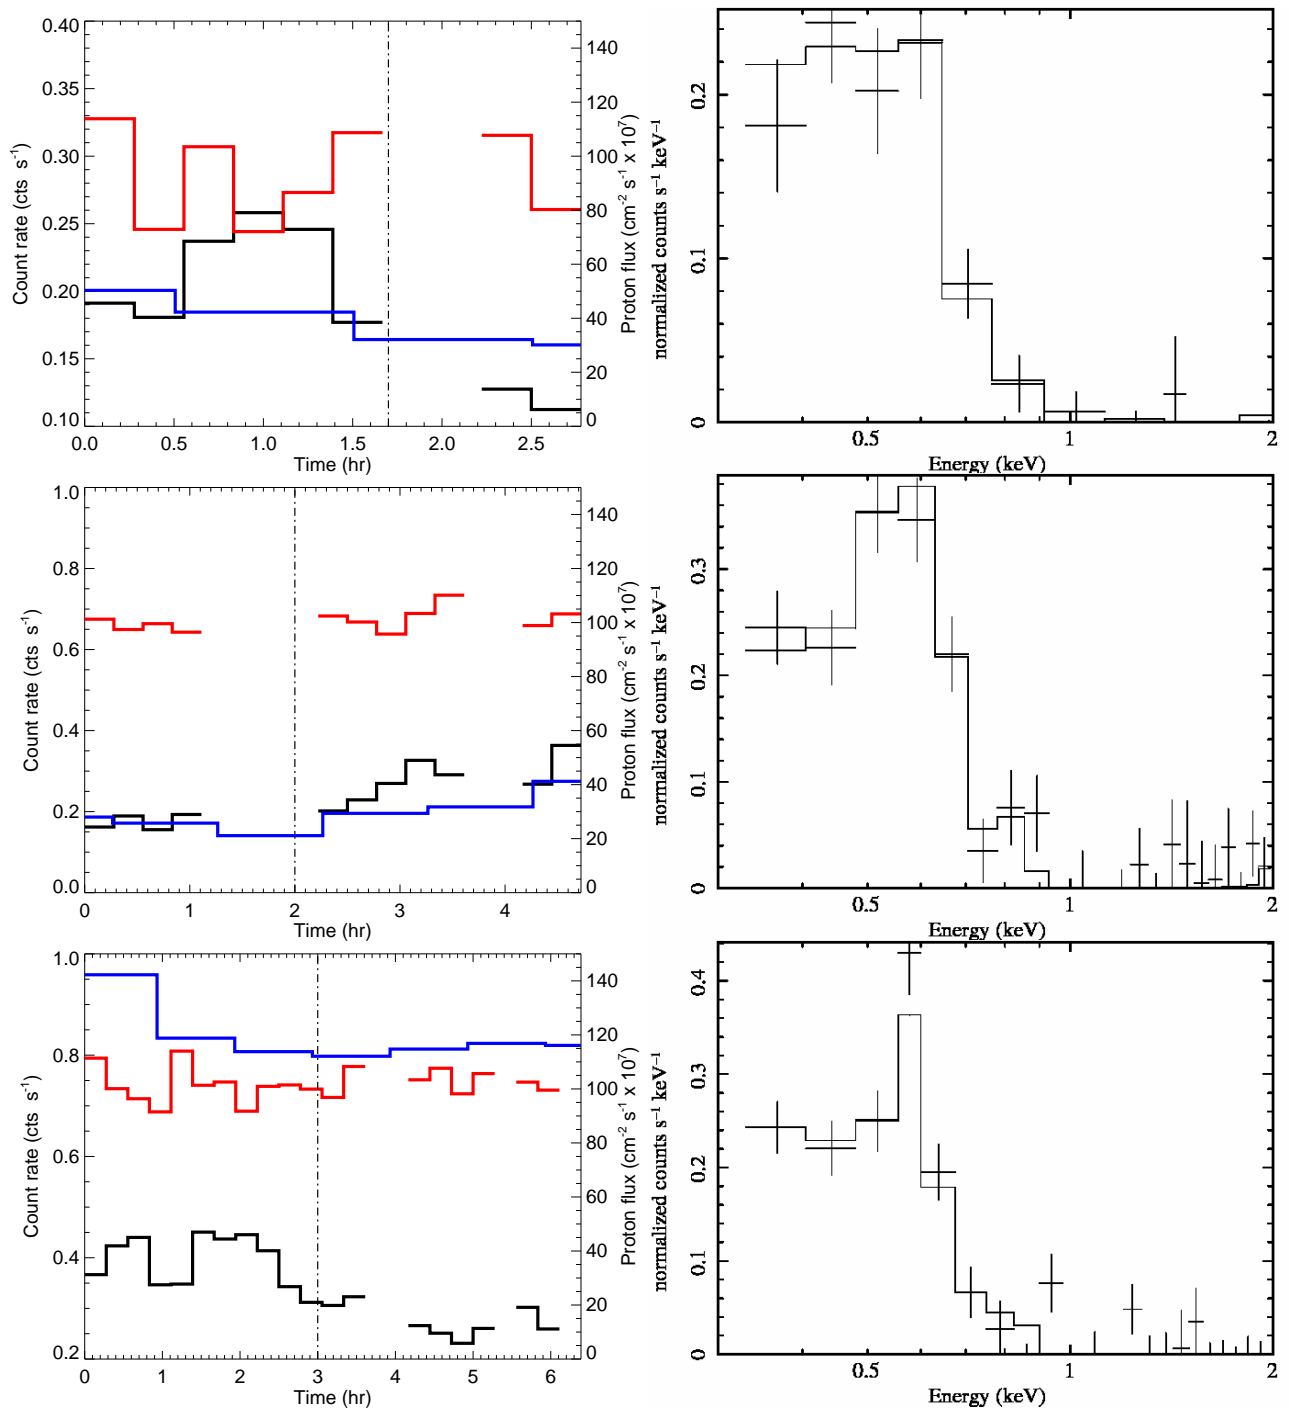 0.40
0.35
0.30
0.25
0.20
0.15
0.10
Count rate (cts s⁻¹)
140
120
100
80
60
40
20
0
Proton flux (cm⁻² s⁻¹ x 10⁷)
0.0 0.5 1.0 1.5 2.0 2.5
Time (hr)
0.2
0.1
0
normalized counts s⁻¹ keV⁻¹
0.5 1 2
Energy (keV)
1.0
0.8
0.6
0.4
0.2
0.0
Count rate (cts s⁻¹)
140
120
100
80
60
40
20
0
Proton flux (cm⁻² s⁻¹ x 10⁷)
0 1 2 3 4
Time (hr)
0.3
0.2
0.1
0
normalized counts s⁻¹ keV⁻¹
0.5 1 2
Energy (keV)
1.0
0.8
0.6
0.4
0.2
Count rate (cts s⁻¹)
140
120
100
80
60
40
20
0
Proton flux (cm⁻² s⁻¹ x 10⁷)
0 1 2 3 4 5 6
Time (hr)
0.4
0.3
0.2
0.1
0
normalized counts s⁻¹ keV⁻¹
0.5 1 2
Energy (keV)